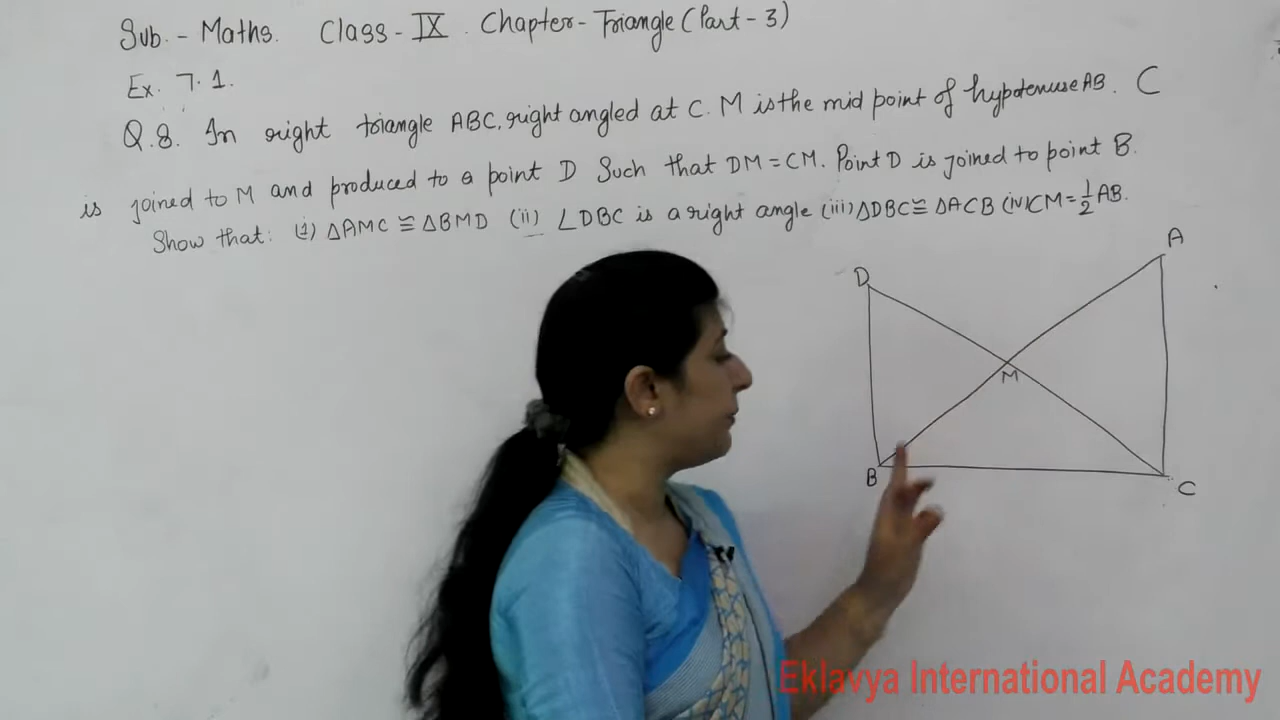 Sub. - Maths. Class - IX. Chapter - Triangle (Part - 3)
Ex. 7.1.
Q.8. In right triangle ABC, right angled at C. M is the mid point of hypotenuse AB. C
is joined to M and produced to a point D Such that DM = CM. Point D is joined to point B.
Show that: (i) ΔAMC ≅ ΔBMD (ii) ∠DBC is a right angle (iii) ΔDBC ≅ ΔACB (iv) CM = 1/2 AB.
A
D
M
B
C
Eklavya International Academy